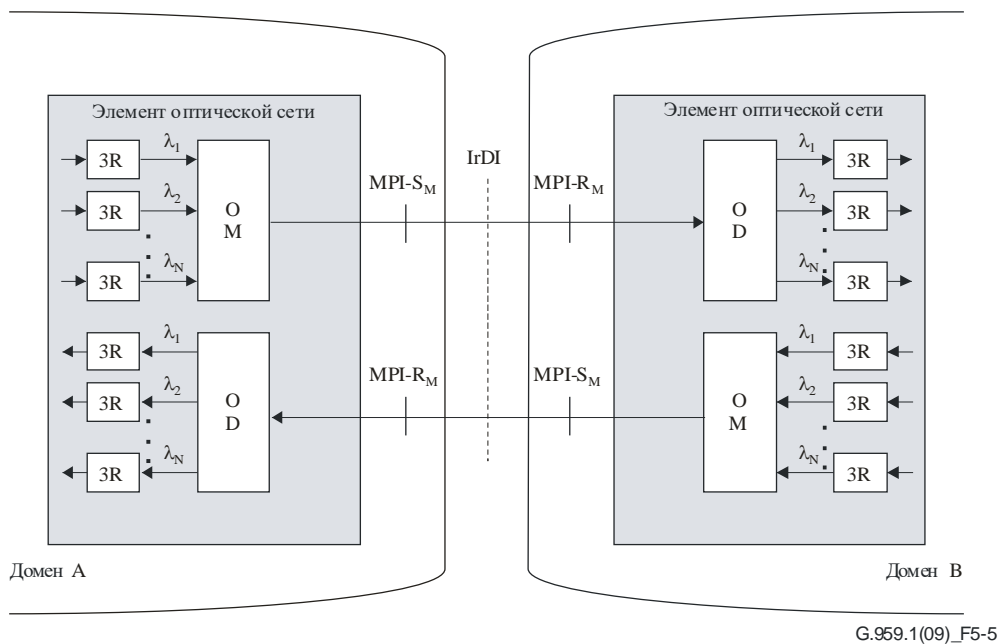 Элемент оптической сети
Элемент оптической сети
IrDI
3R λ1
3R λ2
3R λN
O
M
MPI-SM
MPI-RM
O
D
λ1 3R
λ2 3R
λN 3R
3R λ1
3R λ2
3R λN
O
D
MPI-RM
MPI-SM
O
M
λ1 3R
λ2 3R
λN 3R
Домен A
Домен B
G.959.1(09)_F5-5